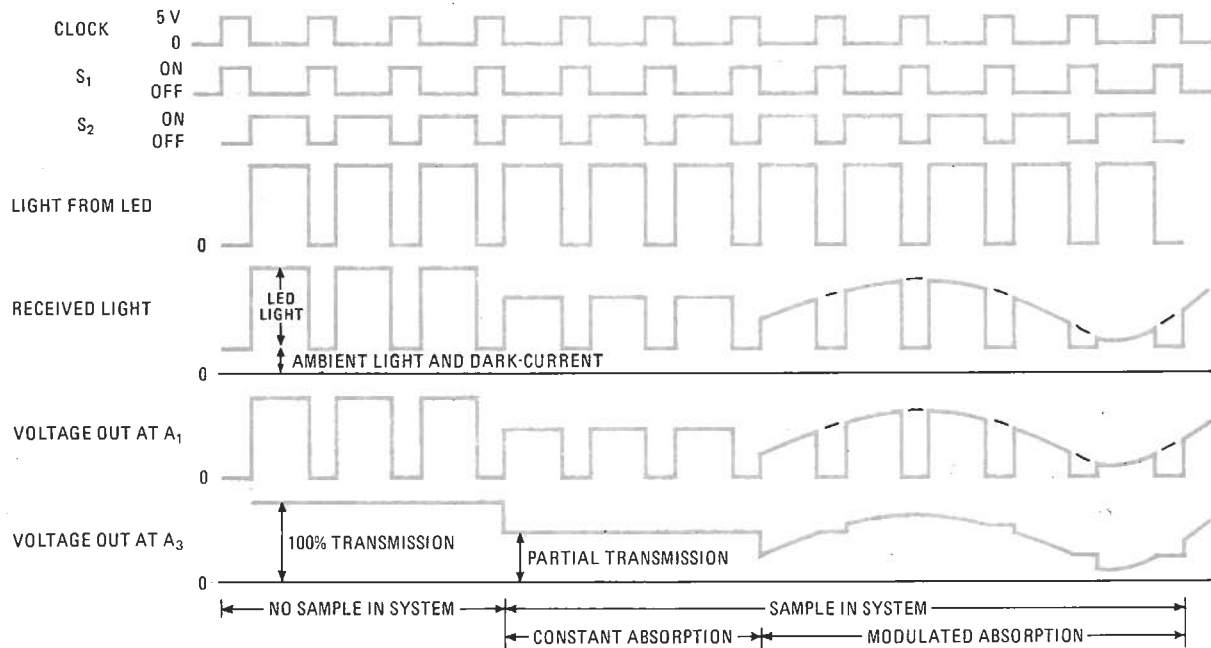 CLOCK 5 V
0
S1 ON
OFF
S2 ON
OFF
LIGHT FROM LED
0
RECEIVED LIGHT
LED
LIGHT
AMBIENT LIGHT AND DARK-CURRENT
0
VOLTAGE OUT AT A1
0
VOLTAGE OUT AT A3
100% TRANSMISSION
PARTIAL TRANSMISSION
0
NO SAMPLE IN SYSTEM
SAMPLE IN SYSTEM
CONSTANT ABSORPTION
MODULATED ABSORPTION